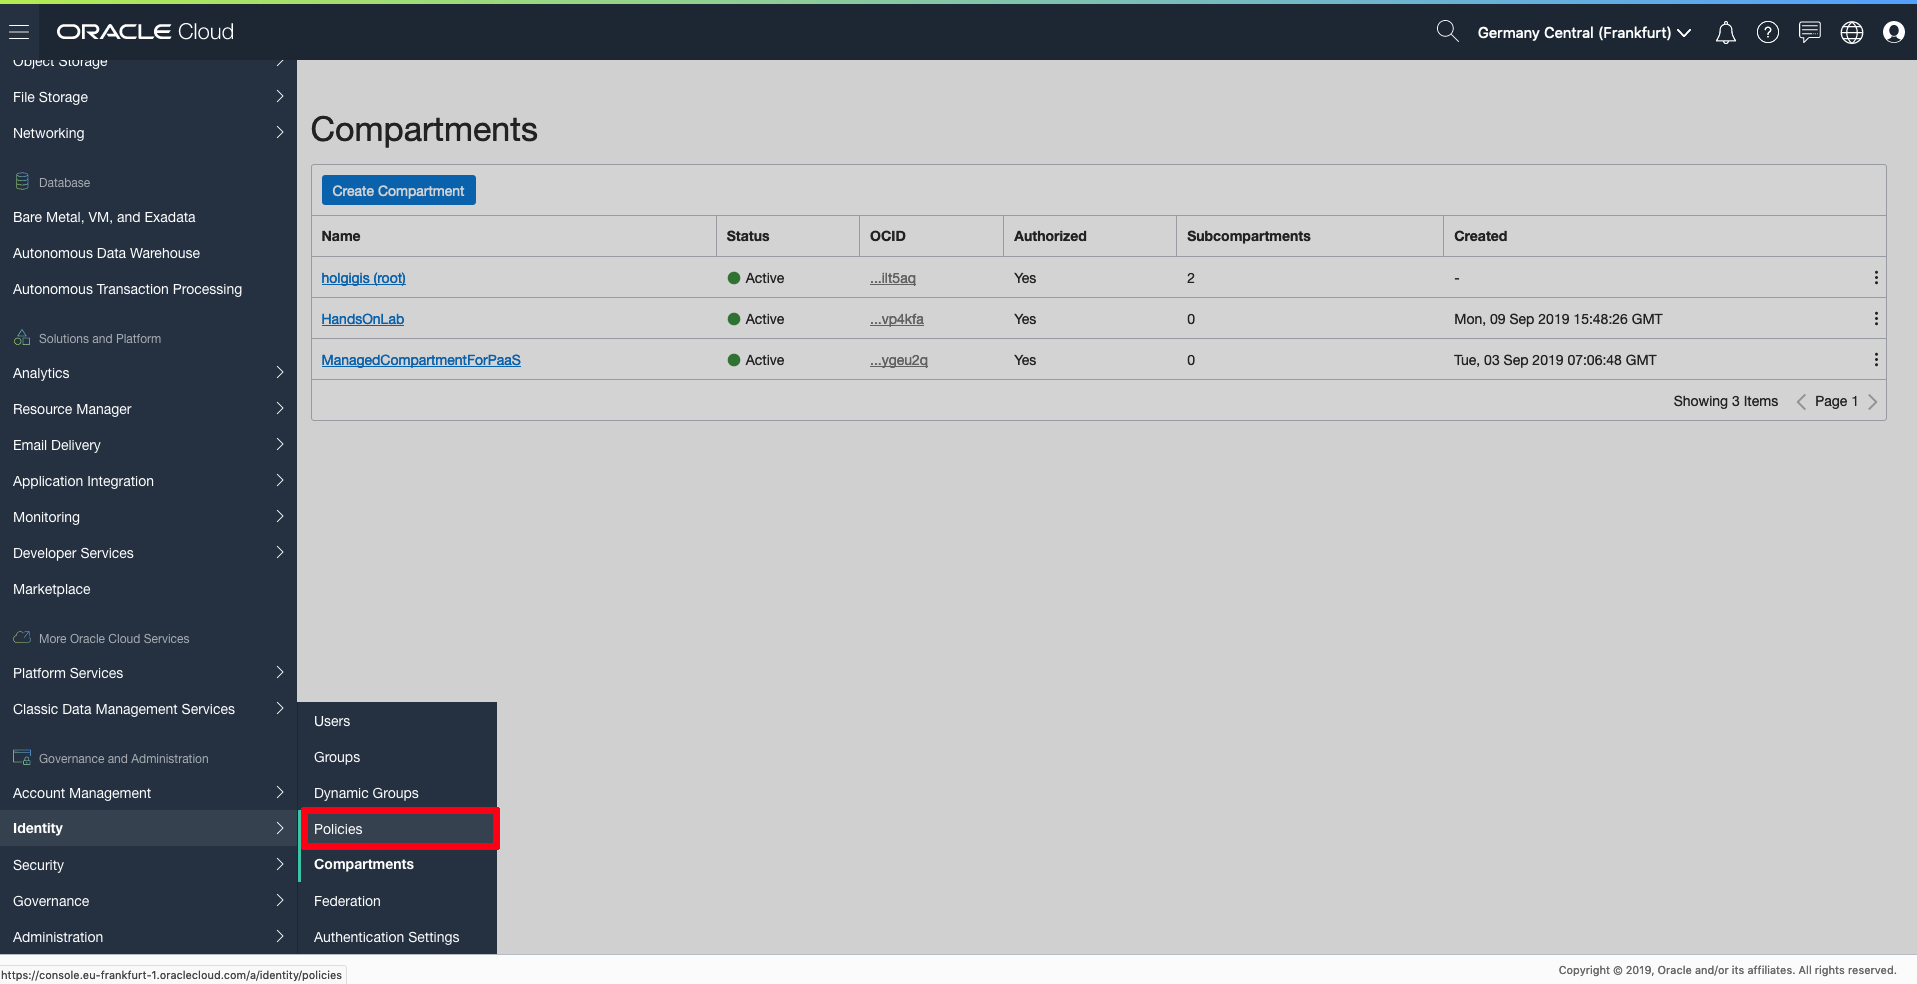 ORACLE Cloud
Germany Central (Frankfurt)
Object Storage
File Storage
Networking
Database
Bare Metal, VM, and Exadata
Autonomous Data Warehouse
Autonomous Transaction Processing
Solutions and Platform
Analytics
Resource Manager
Email Delivery
Application Integration
Monitoring
Developer Services
Marketplace
More Oracle Cloud Services
Platform Services
Classic Data Management Services
Governance and Administration
Account Management
Identity
Security
Governance
Administration
Users
Groups
Dynamic Groups
Policies
Compartments
Federation
Authentication Settings
Compartments
Create Compartment
Name Status OCID Authorized Subcompartments Created
holgigis (root) Active ...ilt5aq Yes 2 -
HandsOnLab Active ...vp4kfa Yes 0 Mon, 09 Sep 2019 15:48:26 GMT
ManagedCompartmentForPaaS Active ...ygeu2q Yes 0 Tue, 03 Sep 2019 07:06:48 GMT
Showing 3 Items Page 1
https://console.eu-frankfurt-1.oraclecloud.com/a/identity/policies
Copyright © 2019, Oracle and/or its affiliates. All rights reserved.